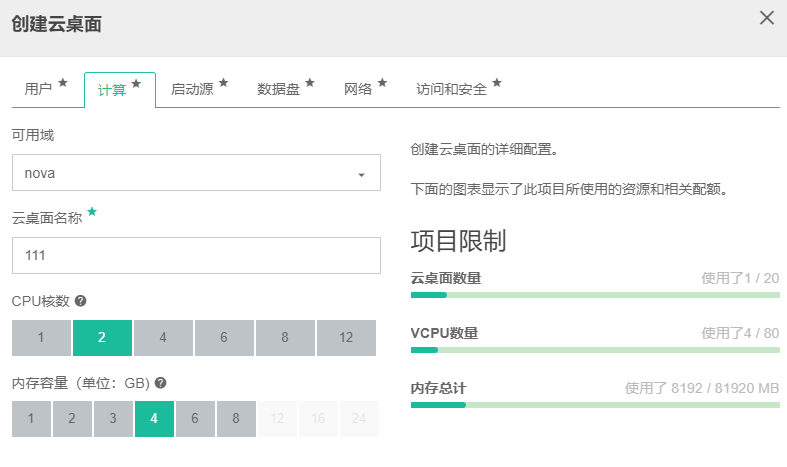 创建云桌面
用户 计算 启动源 数据盘 网络 访问和安全
可用域
nova
云桌面名称
111
CPU核数
1 2 4 6 8 12
内存容量（单位：GB）
1 2 3 4 6 8 12 16 24
创建云桌面的详细配置。
下面的图表显示了此项目所使用的资源和相关配额。
项目限制
云桌面数量 使用了1 / 20
VCPU数量 使用了4 / 80
内存总计 使用了 8192 / 81920 MB